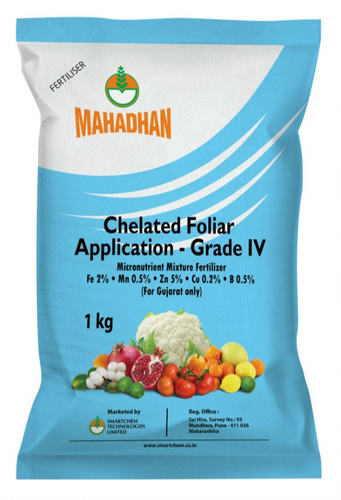 FERTILISER
MAHADHAN
Chelated Foliar
Application - Grade IV
Micronutrient Mixture Fertilizer
Fe 2% • Mn 0.5% • Zn 5% • Cu 0.2% • B 0.5%
(For Gujarat only)
1 kg
Marketed by
SMARTCHEM
TECHNOLOGIES
LIMITED
Reg. Office :
Sai Hira, Survey No.: 93
Mundhwa, Pune - 411 036
Maharashtra
www.smartchem.co.in